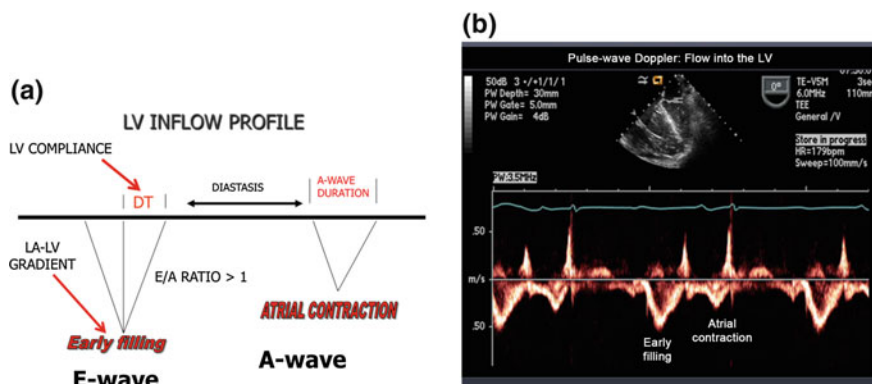 (a)
LV INFLOW PROFILE
LV COMPLIANCE
DT
DIASTASIS
A-WAVE
DURATION
LA-LV
GRADIENT
E/A RATIO > 1
Early filling
ATRIAL CONTRACTION
E-wave
A-wave
(b)
Pulse-wave Doppler: Flow into the LV
50dB 3 •/+1/1/ 1
PW Depth= 30mm
PW Gate= 5.0mm
PW Gain= 4dB
0°
TE-V5M 3sec
6.0MHz 110mm
TEE
General /V
Store in progress
HR=179bpm
Sweep=100mm/s
PW:3.5MHz
.50
m/s
.50
Early
filling
Atrial
contraction